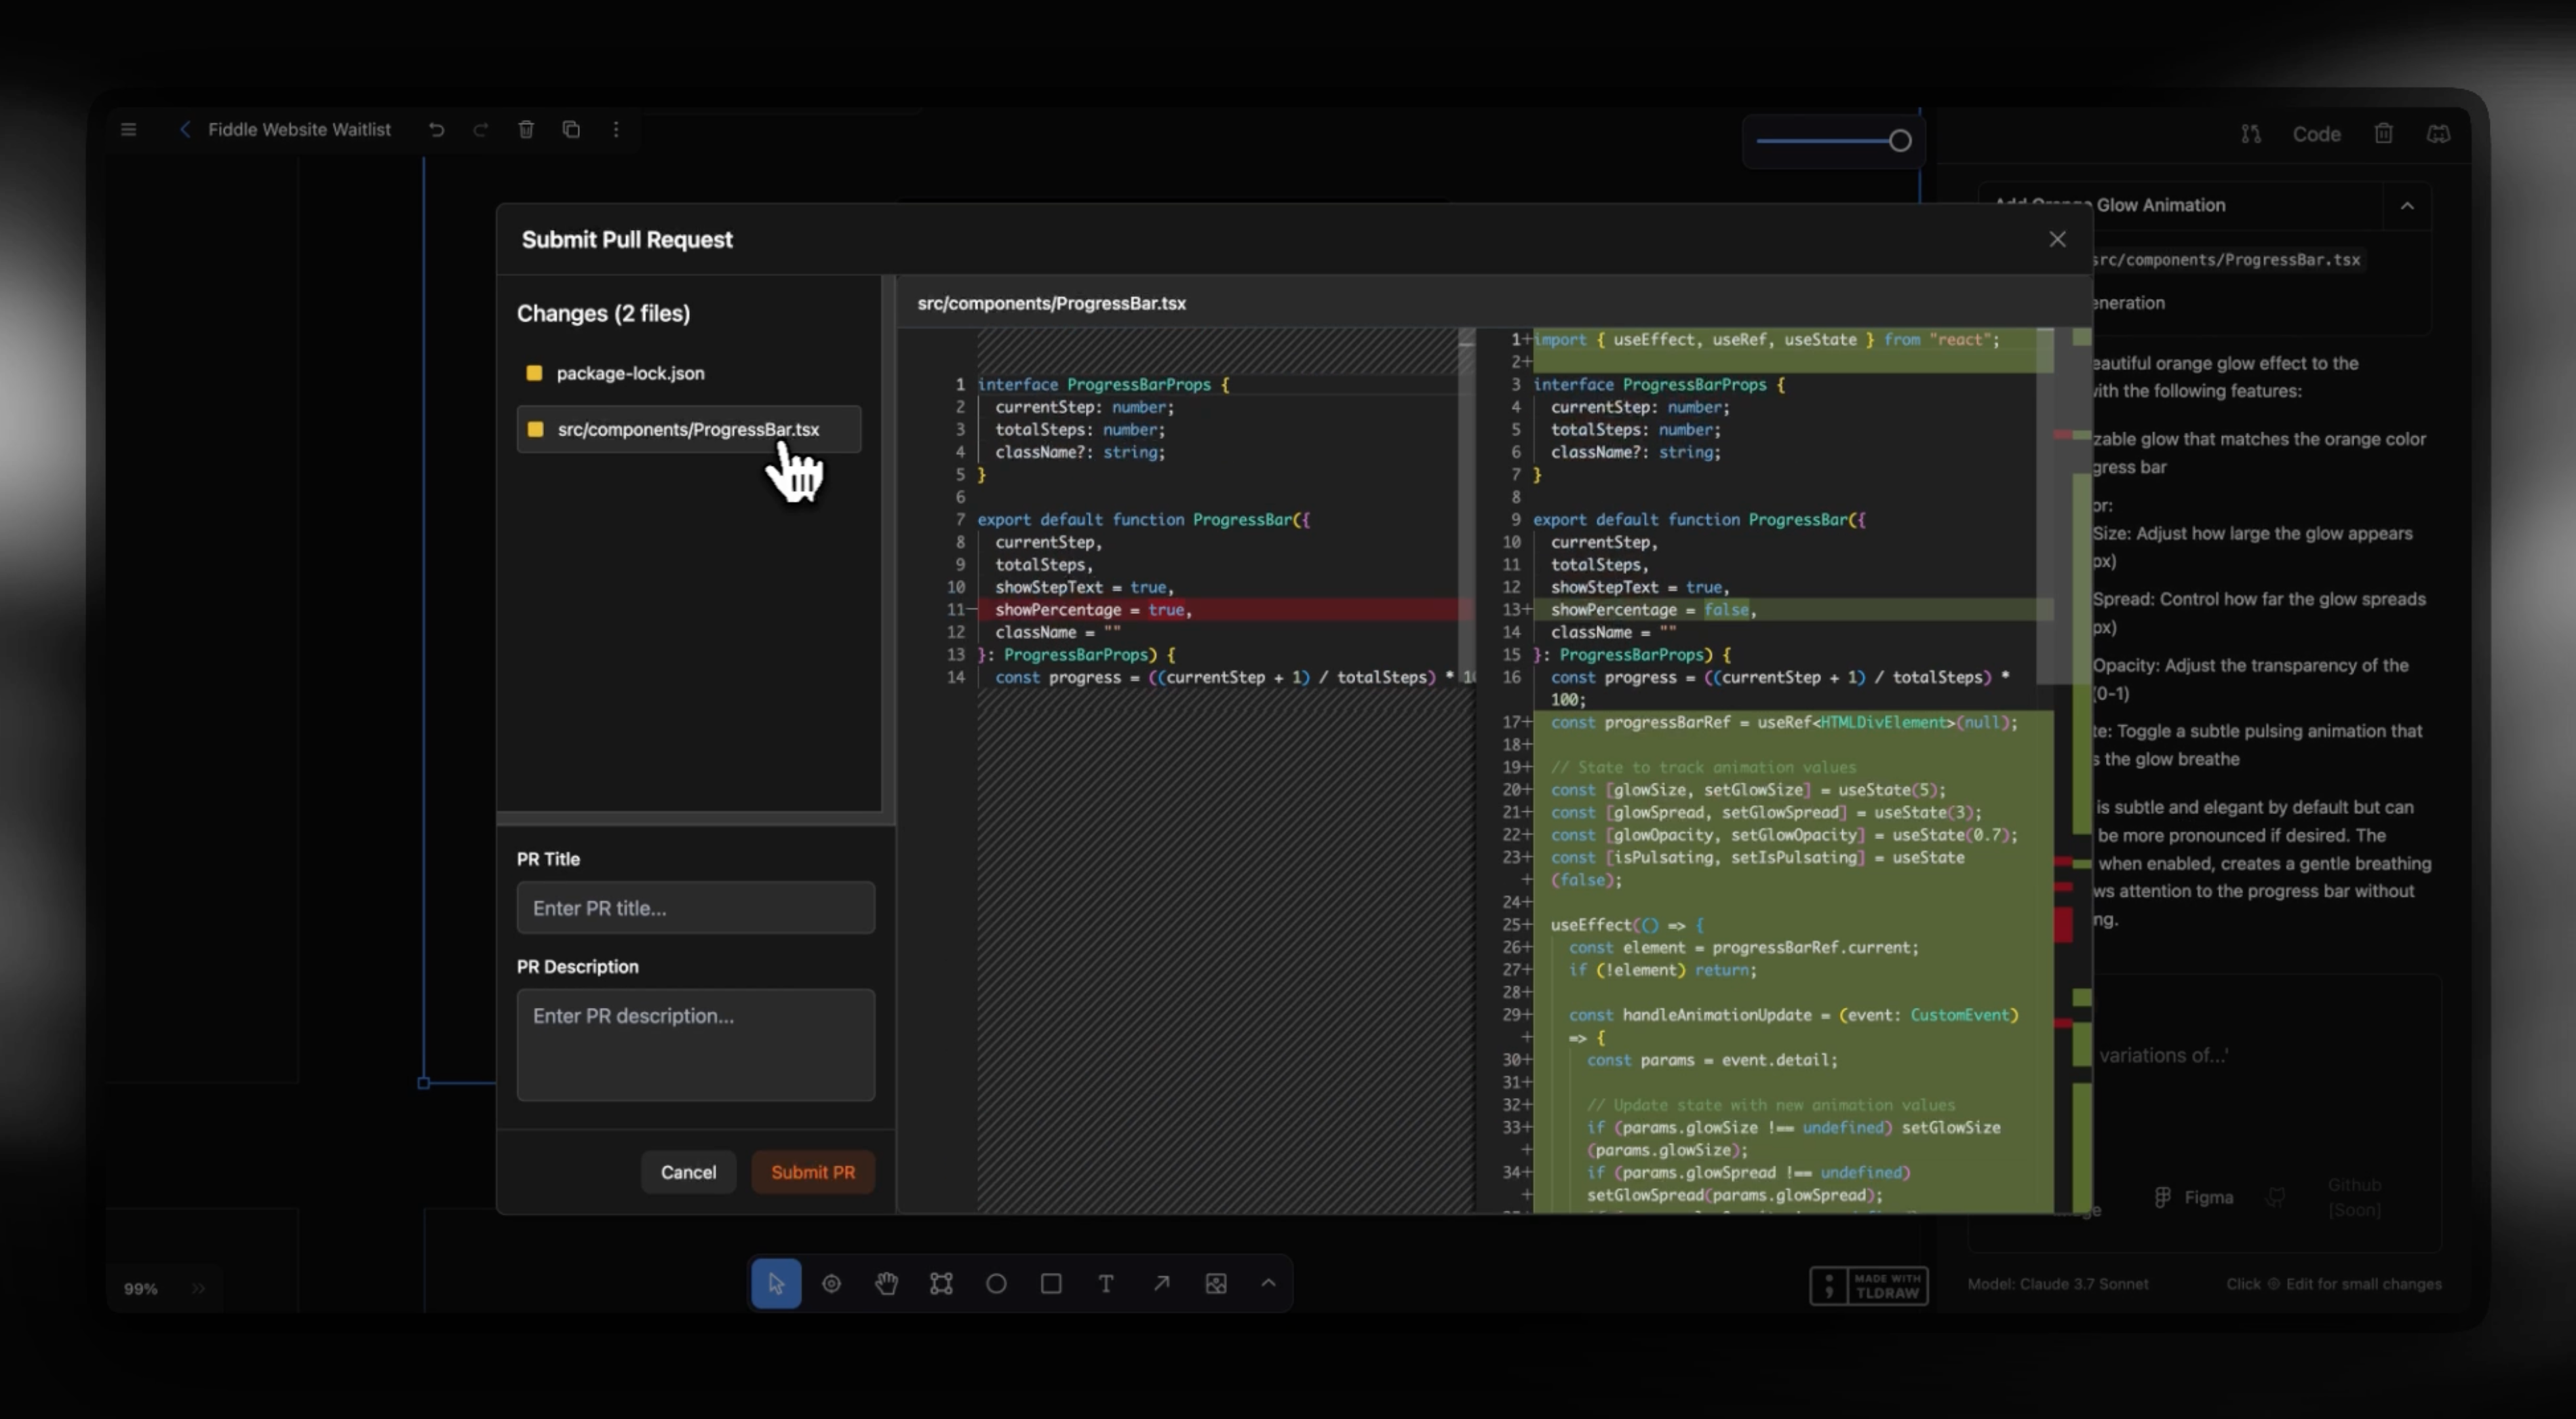 Fiddle Website Waitlist
Code
Glow Animation
src/components/ProgressBar.tsx
Submit Pull Request
Changes (2 files)
package-lock.json
src/components/ProgressBar.tsx
PR Title
Enter PR title...
PR Description
Enter PR description...
Cancel
Submit PR
src/components/ProgressBar.tsx
1 interface ProgressBarProps {
2 currentStep: number;
3 totalSteps: number;
4 className?: string;
5 }
6
7 export default function ProgressBar({
8 currentStep,
9 totalSteps,
10 showStepText = true,
11− showPercentage = true,
12 className = ""
13 }: ProgressBarProps) {
14 const progress = ((currentStep + 1) / totalSteps) *
1+ import { useEffect, useRef, useState } from "react";
2+
3 interface ProgressBarProps {
4 currentStep: number;
5 totalSteps: number;
6 className?: string;
7 }
8
9 export default function ProgressBar({
10 currentStep,
11 totalSteps,
12 showStepText = true,
13+ showPercentage = false,
14 className = ""
15 }: ProgressBarProps) {
16 const progress = ((currentStep + 1) / totalSteps) *
100;
17+ const progressBarRef = useRef<HTMLDivElement>(null);
18+
19+ // State to track animation values
20+ const [glowSize, setGlowSize] = useState(5);
21+ const [glowSpread, setGlowSpread] = useState(3);
22+ const [glowOpacity, setGlowOpacity] = useState(0.7);
23+ const [isPulsating, setIsPulsating] = useState
+ (false);
24+
25+ useEffect(() => {
26+ const element = progressBarRef.current;
27+ if (!element) return;
28+
29+ const handleAnimationUpdate = (event: CustomEvent)
+ => {
30+ const params = event.detail;
31+
32+ // Update state with new animation values
33+ if (params.glowSize !== undefined) setGlowSize
+ (params.glowSize);
34+ if (params.glowSpread !== undefined)
+ setGlowSpread(params.glowSpread);
eneration
eautiful orange glow effect to the
ith the following features:
zable glow that matches the orange color
gress bar
or:
Size: Adjust how large the glow appears
px)
Spread: Control how far the glow spreads
px)
Opacity: Adjust the transparency of the
(0-1)
te: Toggle a subtle pulsing animation that
s the glow breathe
is subtle and elegant by default but can
be more pronounced if desired. The
when enabled, creates a gentle breathing
ws attention to the progress bar without
ng.
variations of...'
Figma
Github
[Soon]
99%
MADE WITH
TLDRAW
Model: Claude 3.7 Sonnet
Click Edit for small changes